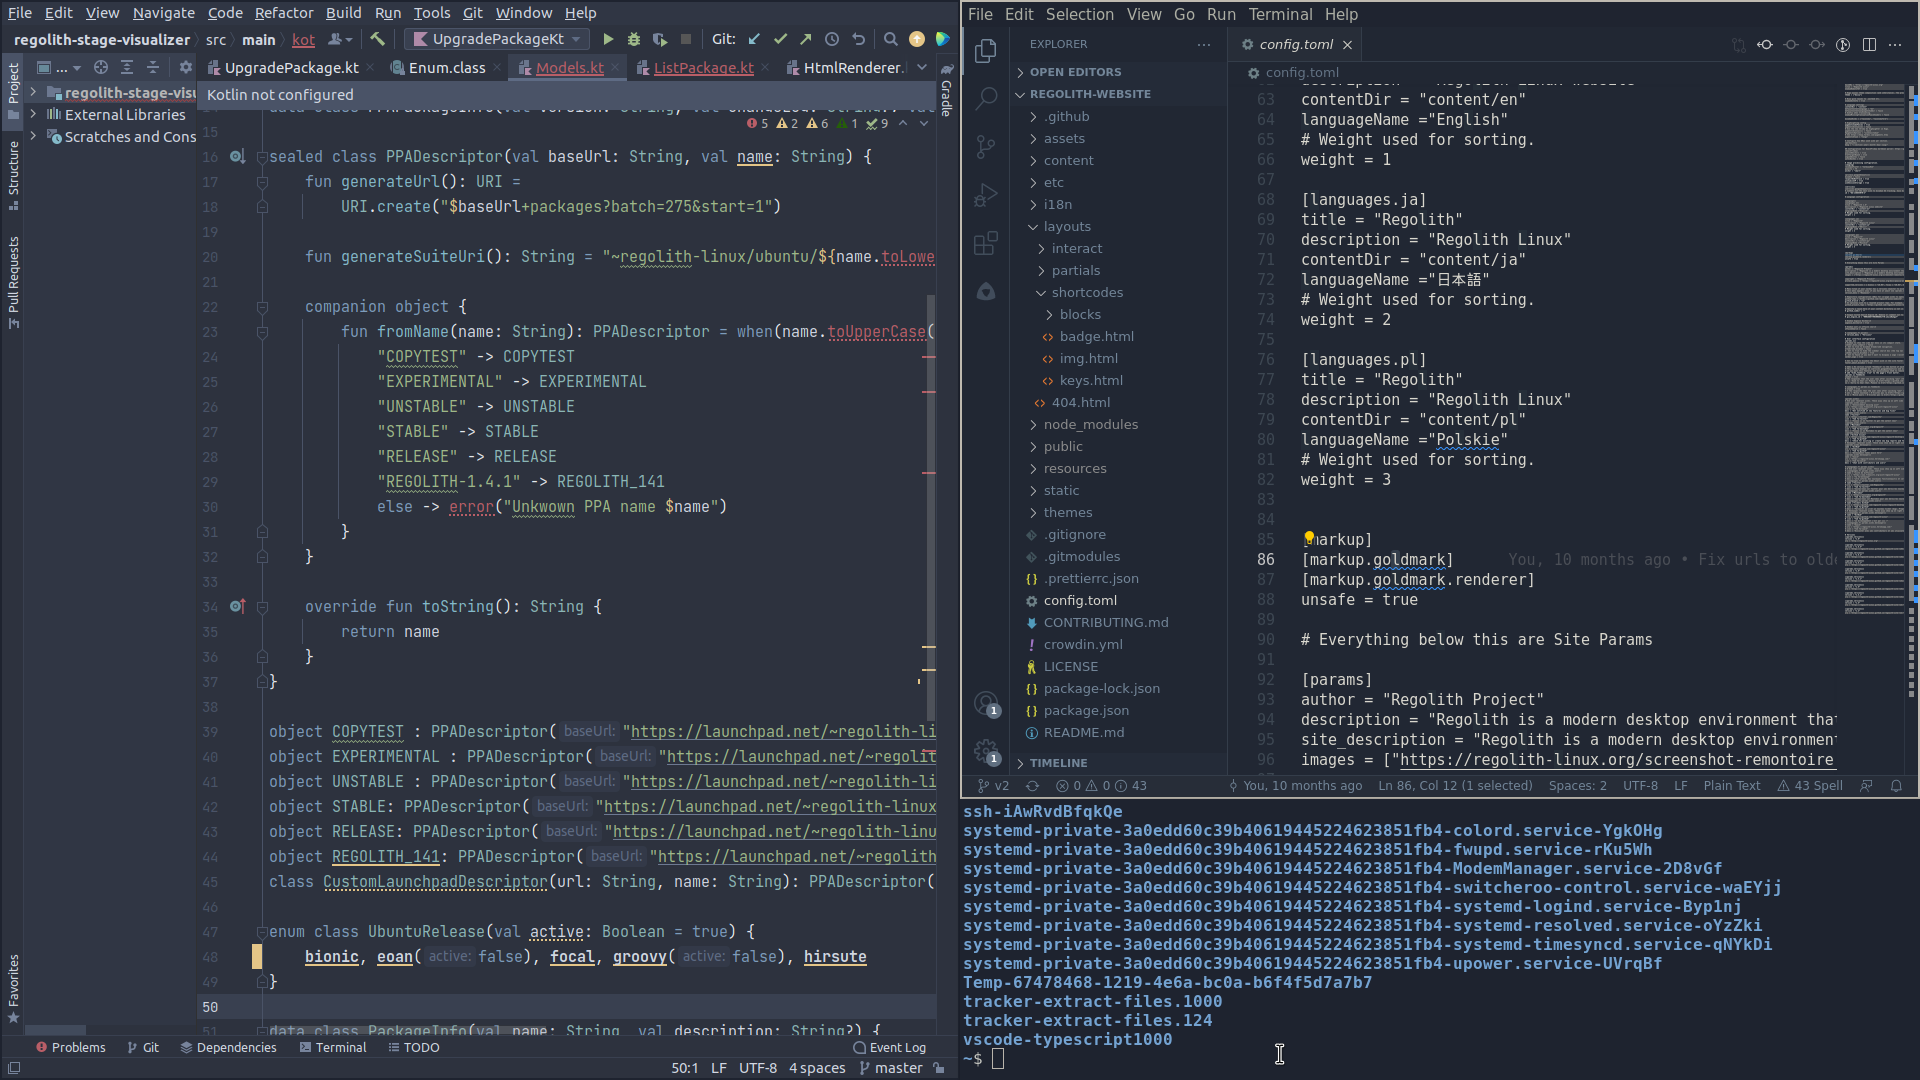 File Edit View Navigate Code Refactor Build Run Tools Git Window Help
regolith-stage-visualizer src main kot UpgradePackageKt Git:
Project
...
UpgradePackage.kt × Enum.class × Models.kt × ListPackage.kt × HtmlRenderer.
regolith-stage-visu
External Libraries
Scratches and Cons
Kotlin not configured
Gradle
5 2 6 1 9
15
16 sealed class PPADescriptor(val baseUrl: String, val name: String) {
17 fun generateUrl(): URI =
18 URI.create("$baseUrl+packages?batch=275&start=1")
19
20 fun generateSuiteUri(): String = "~regolith-linux/ubuntu/${name.toLowe
21
22 companion object {
23 fun fromName(name: String): PPADescriptor = when(name.toUpperCase(
24 "COPYTEST" -> COPYTEST
25 "EXPERIMENTAL" -> EXPERIMENTAL
26 "UNSTABLE" -> UNSTABLE
27 "STABLE" -> STABLE
28 "RELEASE" -> RELEASE
29 "REGOLITH-1.4.1" -> REGOLITH_141
30 else -> error("Unkwown PPA name $name")
31 }
32 }
33
34 override fun toString(): String {
35 return name
36 }
37 }
38
39 object COPYTEST : PPADescriptor( baseUrl: "https://launchpad.net/~regolith-li
40 object EXPERIMENTAL : PPADescriptor( baseUrl: "https://launchpad.net/~regolit
41 object UNSTABLE : PPADescriptor( baseUrl: "https://launchpad.net/~regolith-li
42 object STABLE: PPADescriptor( baseUrl: "https://launchpad.net/~regolith-linux
43 object RELEASE: PPADescriptor( baseUrl: "https://launchpad.net/~regolith-linu
44 object REGOLITH_141: PPADescriptor( baseUrl: "https://launchpad.net/~regolith
45 class CustomLaunchpadDescriptor(url: String, name: String): PPADescriptor(
46
47 enum class UbuntuRelease(val active: Boolean = true) {
48 bionic, eoan( active: false), focal, groovy( active: false), hirsute
49 }
50
51 data class PackageInfo(val name: String, val description: String?) {
Structure
Pull Requests
Favorites
Problems Git Dependencies Terminal TODO Event Log
50:1 LF UTF-8 4 spaces master
File Edit Selection View Go Run Terminal Help
EXPLORER ...
OPEN EDITORS
REGOLITH-WEBSITE
.github
assets
content
etc
i18n
layouts
interact
partials
shortcodes
blocks
<> badge.html
<> img.html
<> keys.html
<> 404.html
node_modules
public
resources
static
themes
.gitignore
.gitmodules
{} .prettierrc.json
config.toml
CONTRIBUTING.md
! crowdin.yml
LICENSE
{} package-lock.json
{} package.json
README.md
TIMELINE
1
1
config.toml ×
config.toml
63 contentDir = "content/en"
64 languageName ="English"
65 # Weight used for sorting.
66 weight = 1
67
68 [languages.ja]
69 title = "Regolith"
70 description = "Regolith Linux"
71 contentDir = "content/ja"
72 languageName ="日本語"
73 # Weight used for sorting.
74 weight = 2
75
76 [languages.pl]
77 title = "Regolith"
78 description = "Regolith Linux"
79 contentDir = "content/pl"
80 languageName ="Polskie"
81 # Weight used for sorting.
82 weight = 3
83
84
85 [markup]
86 [markup.goldmark] You, 10 months ago • Fix urls to olde
87 [markup.goldmark.renderer]
88 unsafe = true
89
90 # Everything below this are Site Params
91
92 [params]
93 author = "Regolith Project"
94 description = "Regolith is a modern desktop environment that
95 site_description = "Regolith is a modern desktop environment
96 images = ["https://regolith-linux.org/screenshot-remontoire
v2 0 0 43 You, 10 months ago Ln 86, Col 12 (1 selected) Spaces: 2 UTF-8 LF Plain Text 43 Spell
ssh-iAwRvdBfqkQe
systemd-private-3a0edd60c39b40619445224623851fb4-colord.service-YgkOHg
systemd-private-3a0edd60c39b40619445224623851fb4-fwupd.service-rKu5Wh
systemd-private-3a0edd60c39b40619445224623851fb4-ModemManager.service-2D8vGf
systemd-private-3a0edd60c39b40619445224623851fb4-switcheroo-control.service-waEYjj
systemd-private-3a0edd60c39b40619445224623851fb4-systemd-logind.service-Byp1nj
systemd-private-3a0edd60c39b40619445224623851fb4-systemd-resolved.service-oYzZki
systemd-private-3a0edd60c39b40619445224623851fb4-systemd-timesyncd.service-qNYkDi
systemd-private-3a0edd60c39b40619445224623851fb4-upower.service-UVrqBf
Temp-67478468-1219-4e6a-bc0a-b6f4f5d7a7b7
tracker-extract-files.1000
tracker-extract-files.124
vscode-typescript1000
~$